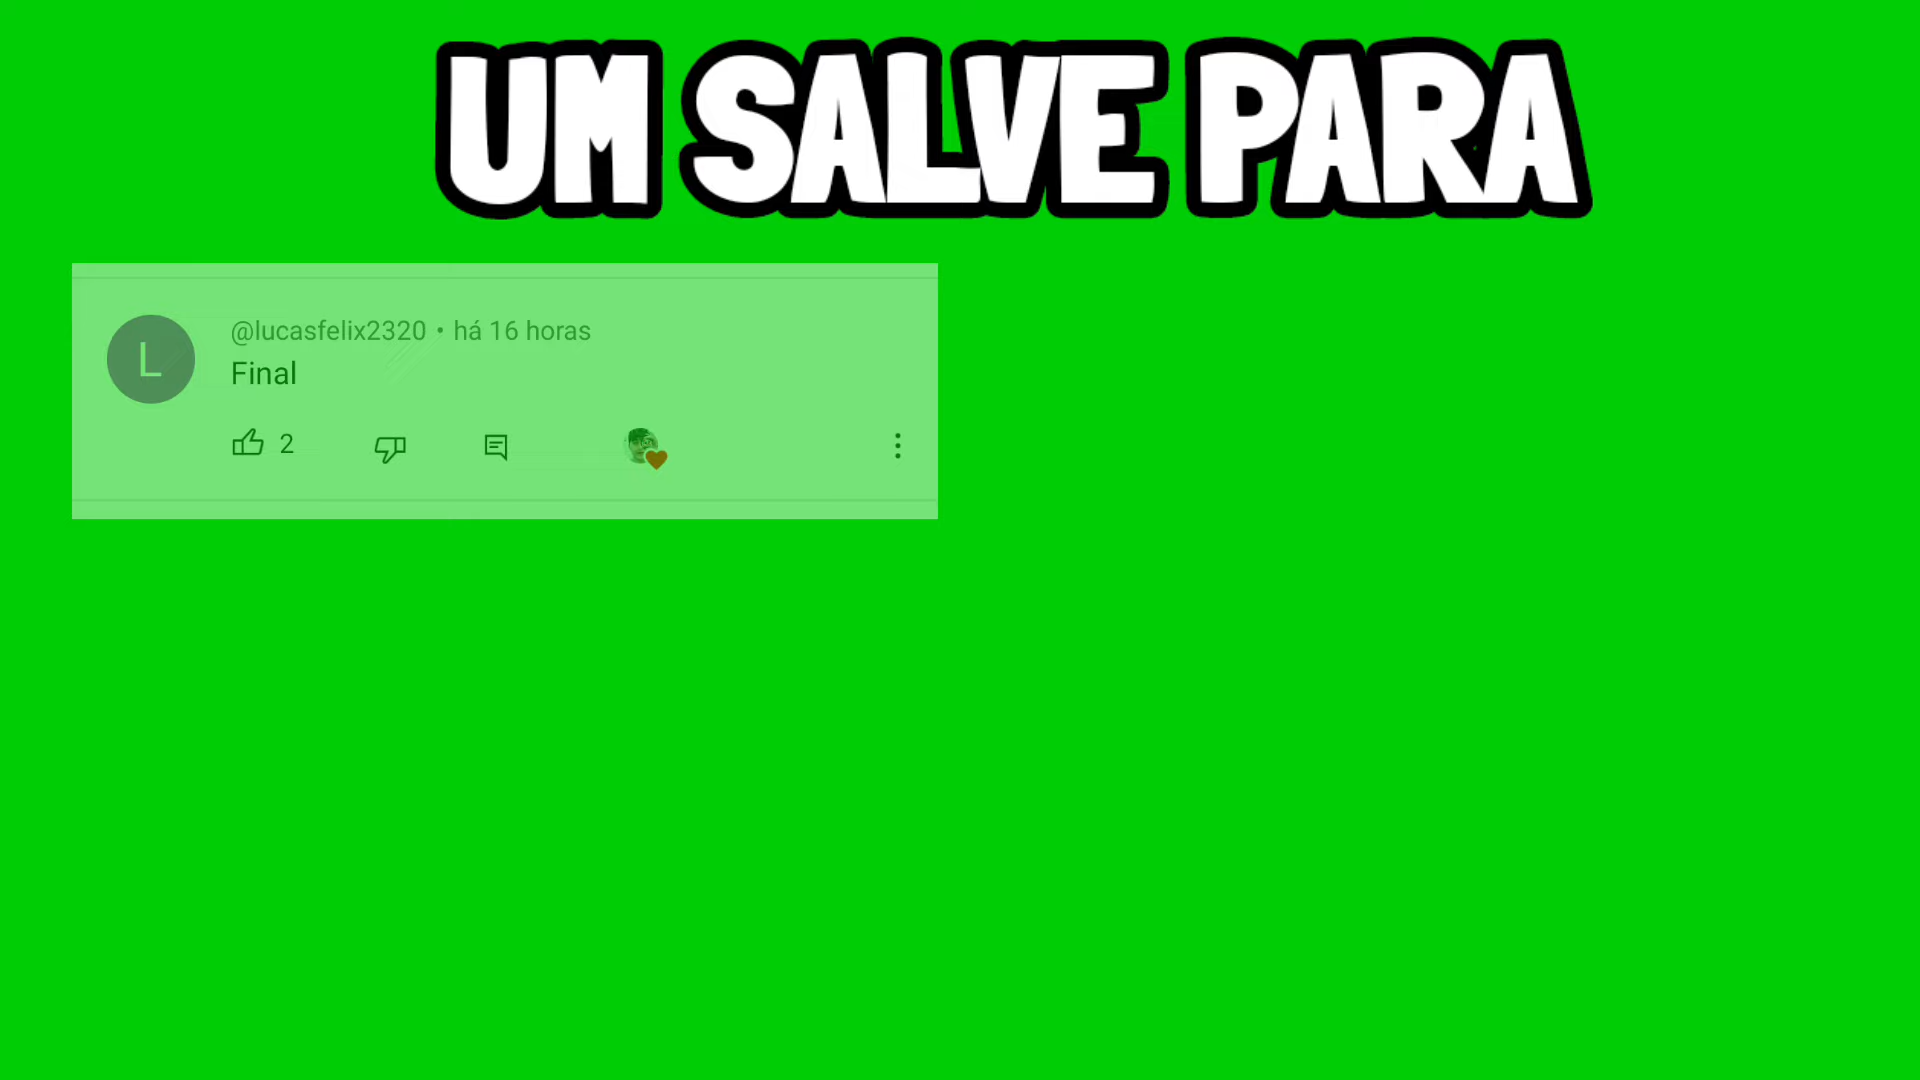 UM SALVE PARA
L
@lucasfelix2320 • há 16 horas
Final
2